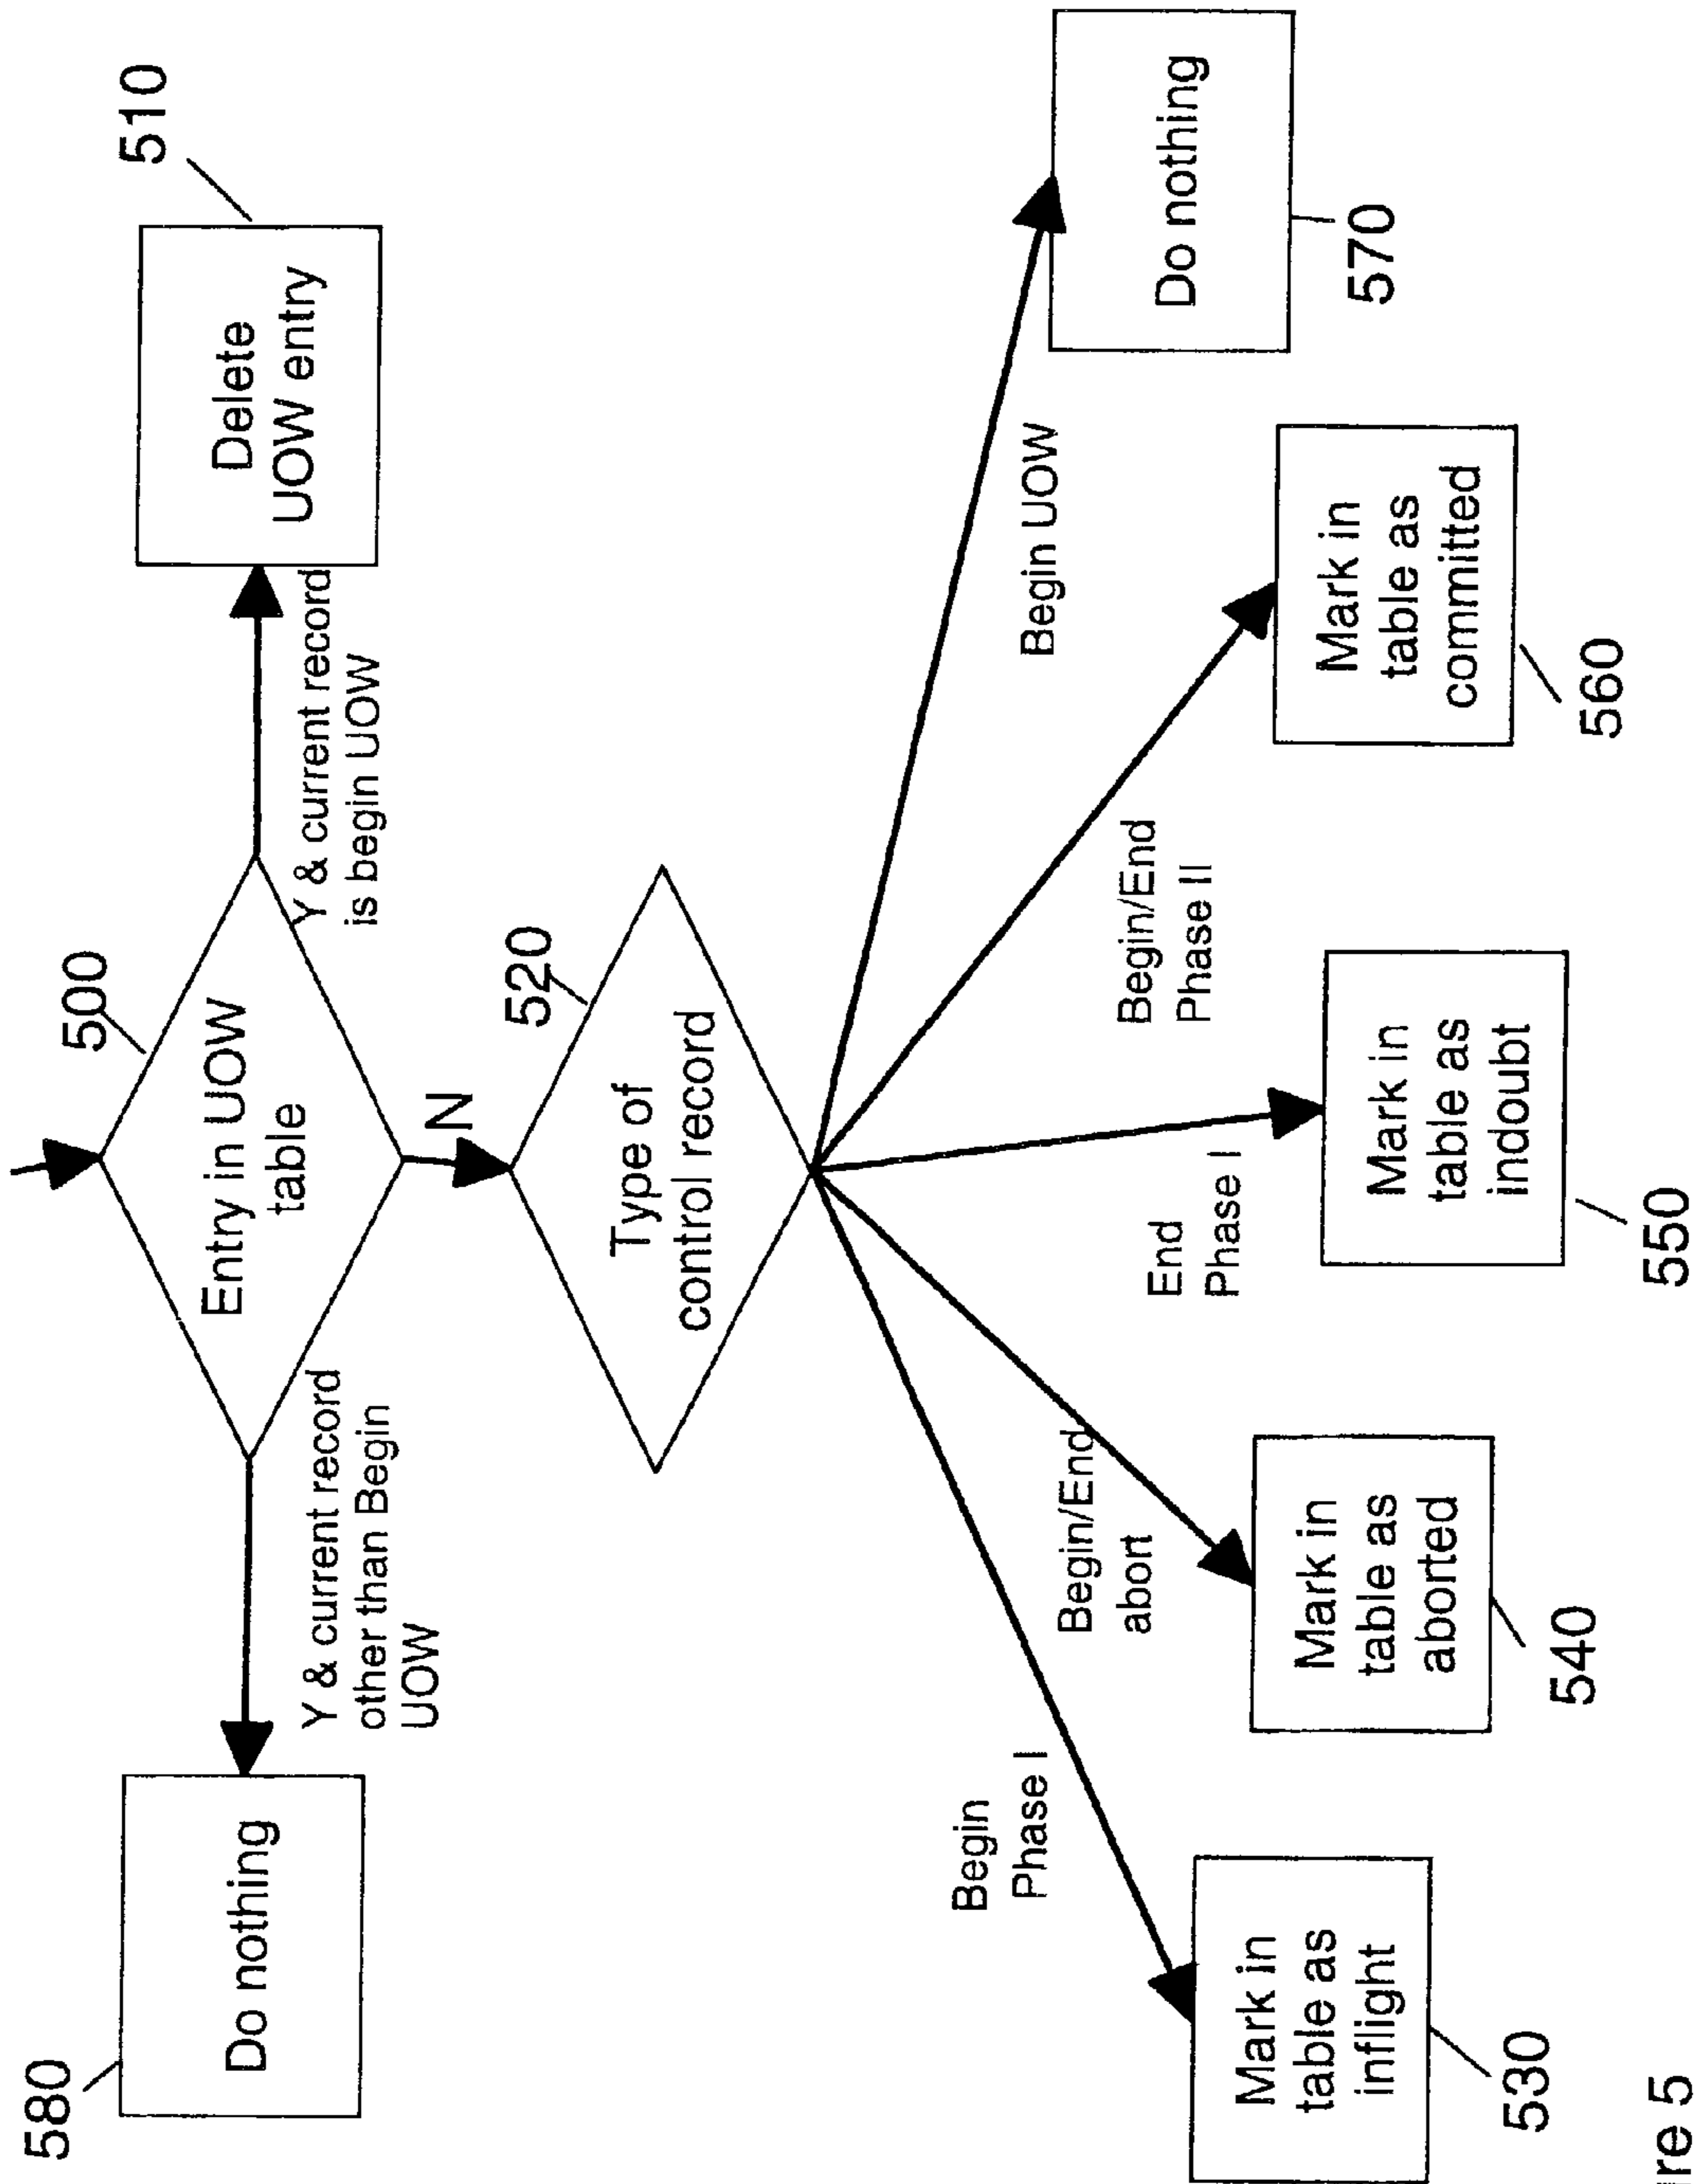 580
Do nothing
Y & current record
other than Begin
UOW
500
Entry in UOW
table
Y & current record
is begin UOW
510
Delete
UOW entry
N
520
Type of
control record
Begin
Phase I
Begin/End
abort
End
Phase I
Begin/End
Phase II
Begin UOW
Mark in
table as
inflight
530
Mark in
table as
aborted
540
Mark in
table as
indoubt
550
Mark in
table as
committed
560
Do nothing
570
re 5